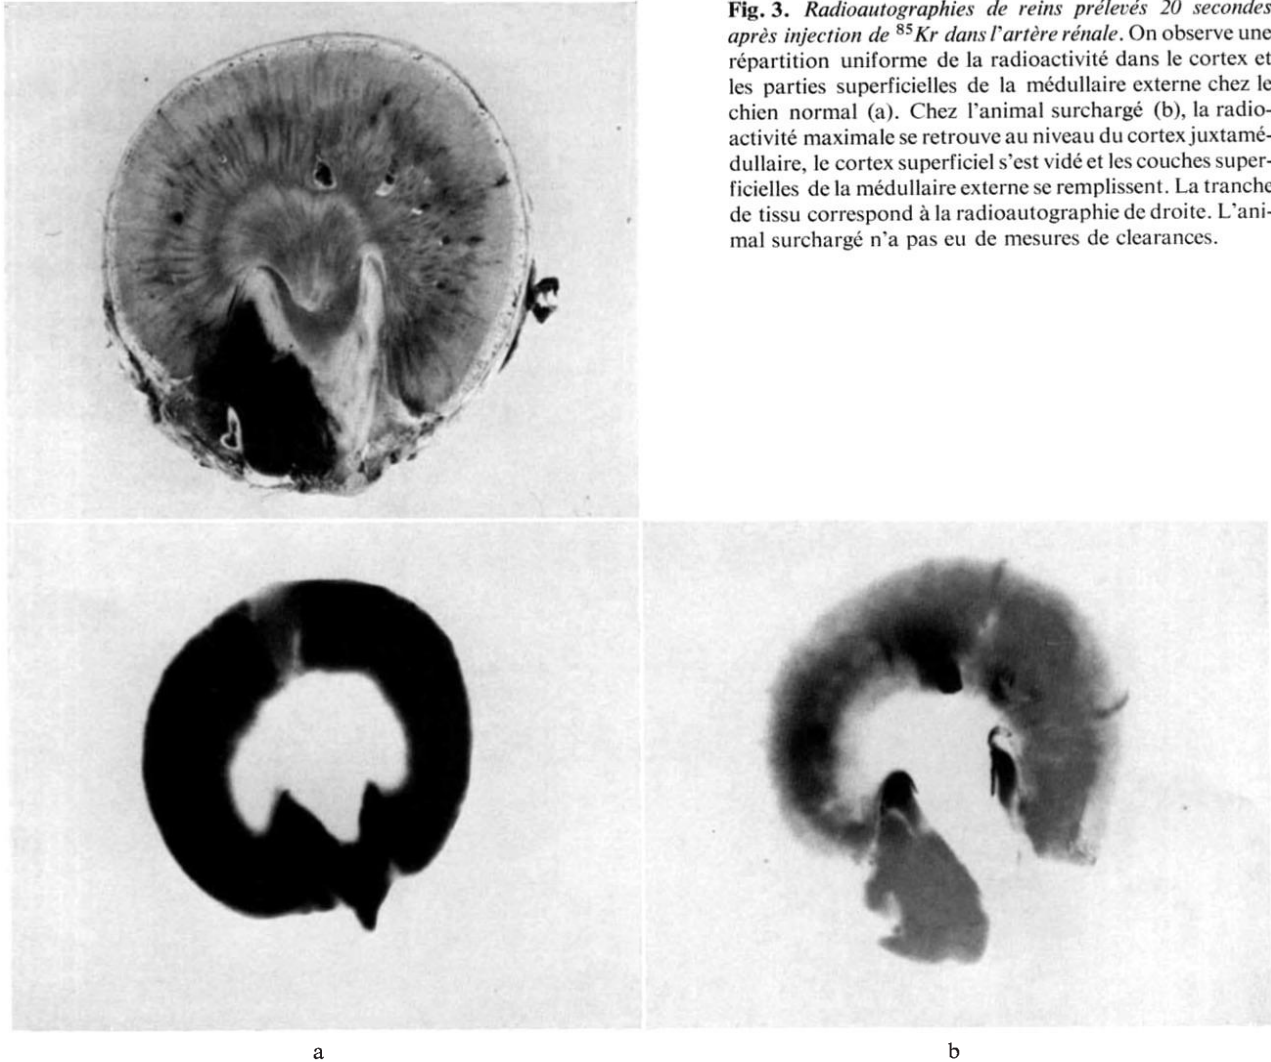 Fig. 3. Radioautographies de reins prélevés 20 secondes
après injection de ⁸⁵Kr dans l'artère rénale. On observe une
répartition uniforme de la radioactivité dans le cortex et
les parties superficielles de la médullaire externe chez le
chien normal (a). Chez l'animal surchargé (b), la radio-
activité maximale se retrouve au niveau du cortex juxtamé-
dullaire, le cortex superficiel s'est vidé et les couches super-
ficielles de la médullaire externe se remplissent. La tranche
de tissu correspond à la radioautographie de droite. L'ani-
mal surchargé n'a pas eu de mesures de clearances.
a
b